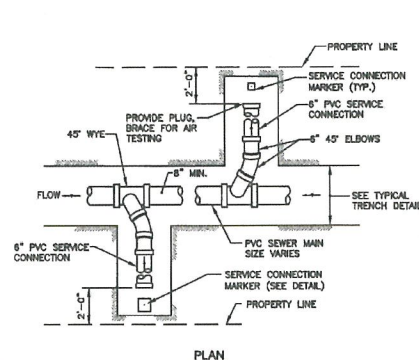 PROPERTY LINE
2'-0"
SERVICE CONNECTION
MARKER (TYP.)
6" PVC SERVICE
CONNECTION
PROVIDE PLUG,
BRACE FOR AIR
TESTING
45° WYE
6" 45° ELBOWS
8" MIN.
FLOW
SEE TYPICAL
TRENCH DETAIL
6" PVC SERVICE
CONNECTION
PVC SEWER MAIN
SIZE VARIES
SERVICE CONNECTION
MARKER (SEE DETAIL)
2'-0"
PROPERTY LINE
PLAN